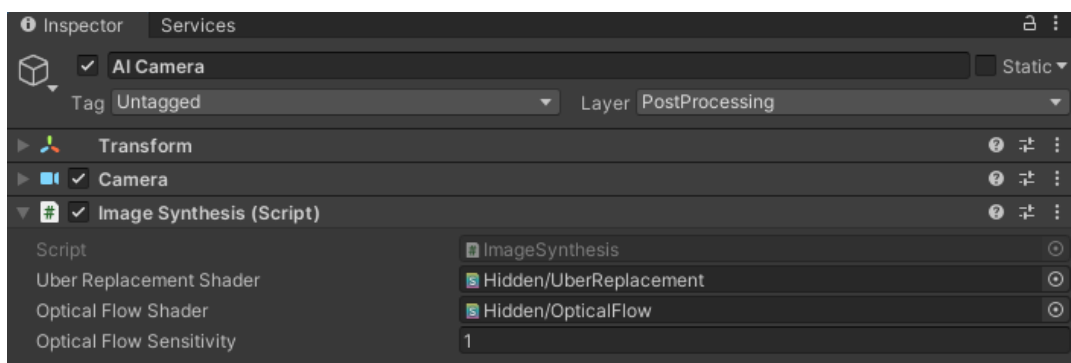 Inspector Services
AI Camera Static
Tag Untagged Layer PostProcessing
Transform
Camera
# Image Synthesis (Script)
Script ImageSynthesis
Uber Replacement Shader Hidden/UberReplacement
Optical Flow Shader Hidden/OpticalFlow
Optical Flow Sensitivity 1